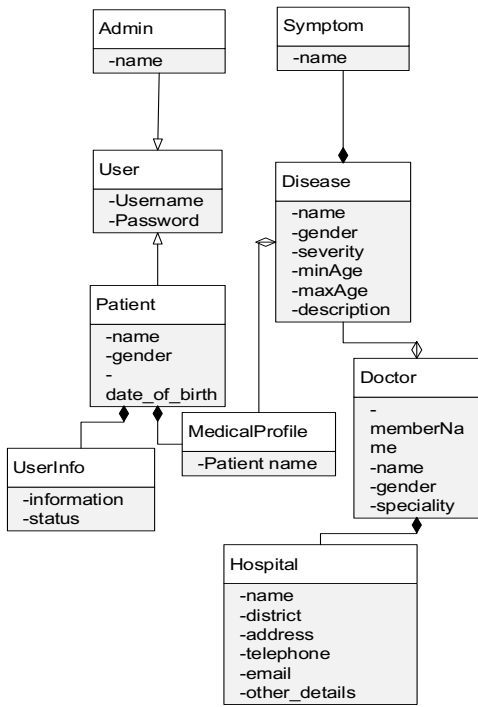 Admin
-name
Symptom
-name
User
-Username
-Password
Disease
-name
-gender
-severity
-minAge
-maxAge
-description
Patient
-name
-gender
-
date_of_birth
Doctor
-
memberNa
me
-name
-gender
-speciality
MedicalProfile
-Patient name
UserInfo
-information
-status
Hospital
-name
-district
-address
-telephone
-email
-other_details